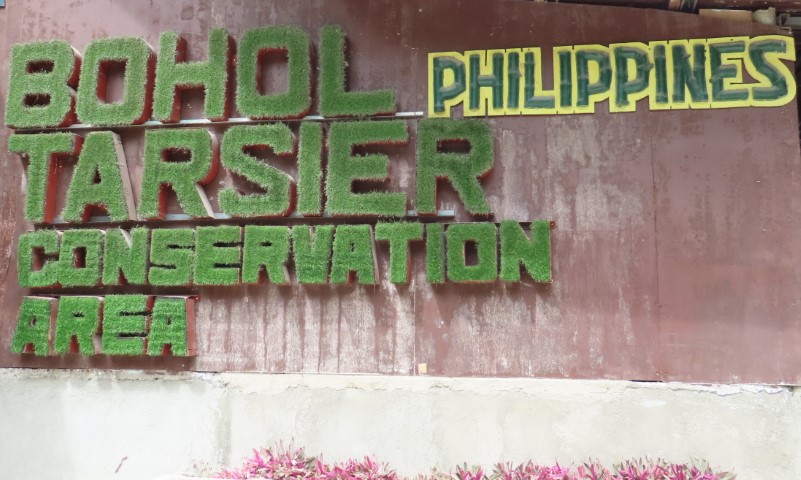 BOHOL PHILIPPINES
TARSIER
CONSERVATION
AREA